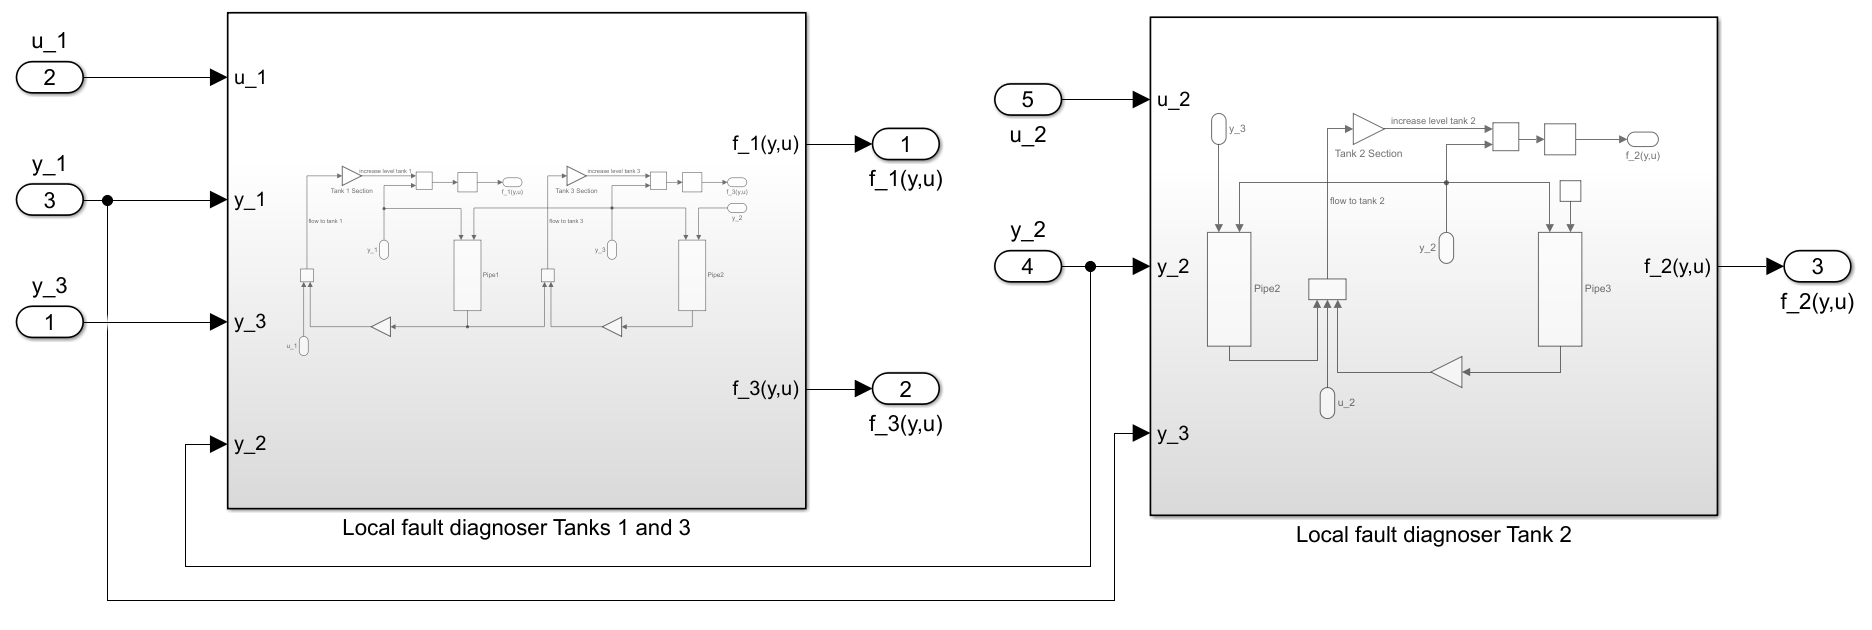 u_1
2
u_1
y_1
3
y_1
y_3
1
y_3
y_2
increase level tank 1
Tank 1 Section
f_1(y,u)
flow to tank 1
y_1
Pipe1
u_1
increase level tank 3
Tank 3 Section
f_3(y,u)
y_2
flow to tank 3
y_3
Pipe2
f_1(y,u)
1
f_1(y,u)
f_3(y,u)
2
f_3(y,u)
Local fault diagnoser Tanks 1 and 3
5
u_2
u_2
y_2
4
y_2
y_3
y_3
increase level tank 2
Tank 2 Section
f_2(y,u)
flow to tank 2
y_2
Pipe2
Pipe3
u_2
f_2(y,u)
3
f_2(y,u)
Local fault diagnoser Tank 2